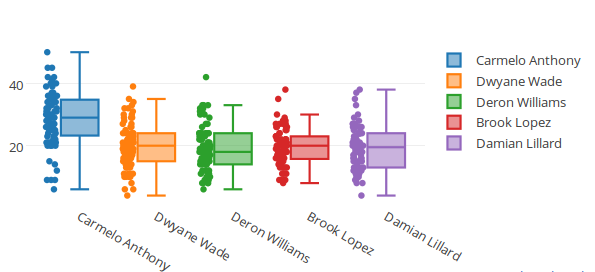 40
20
Carmelo Anthony
Dwyane Wade
Deron Williams
Brook Lopez
Damian Lillard
Carmelo Anthony
Dwyane Wade
Deron Williams
Brook Lopez
Damian Lillard